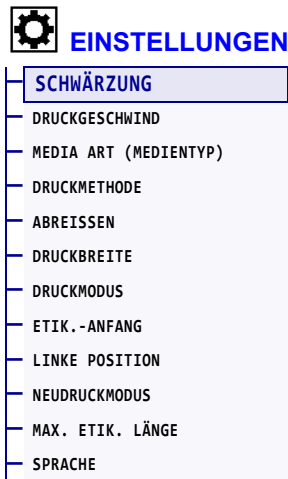 EINSTELLUNGEN
SCHWÄRZUNG
DRUCKGESCHWIND
MEDIA ART (MEDIENTYP)
DRUCKMETHODE
ABREISSEN
DRUCKBREITE
DRUCKMODUS
ETIK.-ANFANG
LINKE POSITION
NEUDRUCKMODUS
MAX. ETIK. LÄNGE
SPRACHE